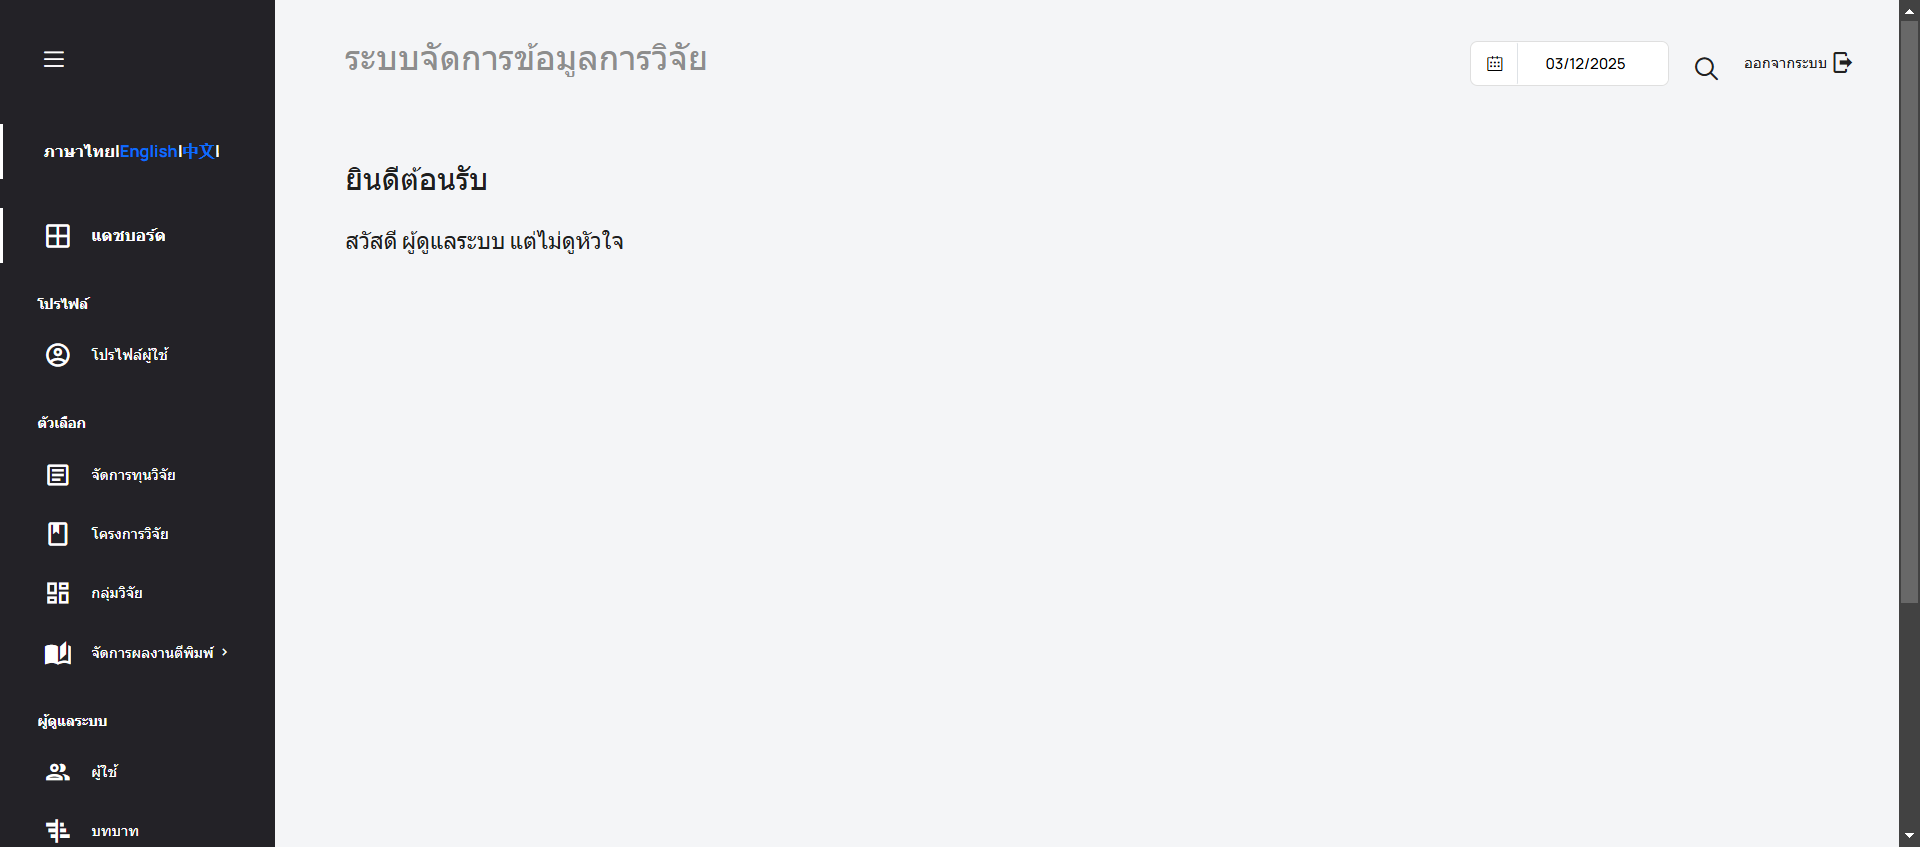 ระบบจัดการข้อมูลการวิจัย
03/12/2025
ออกจากระบบ
ภาษาไทย|English|中文|
แดชบอร์ด
โปรไฟล์
โปรไฟล์ผู้ใช้
ตัวเลือก
จัดการทุนวิจัย
โครงการวิจัย
กลุ่มวิจัย
จัดการผลงานตีพิมพ์
ผู้ดูแลระบบ
ผู้ใช้
บทบาท
ยินดีต้อนรับ
สวัสดี ผู้ดูแลระบบ แต่ไม่ดูหัวใจ